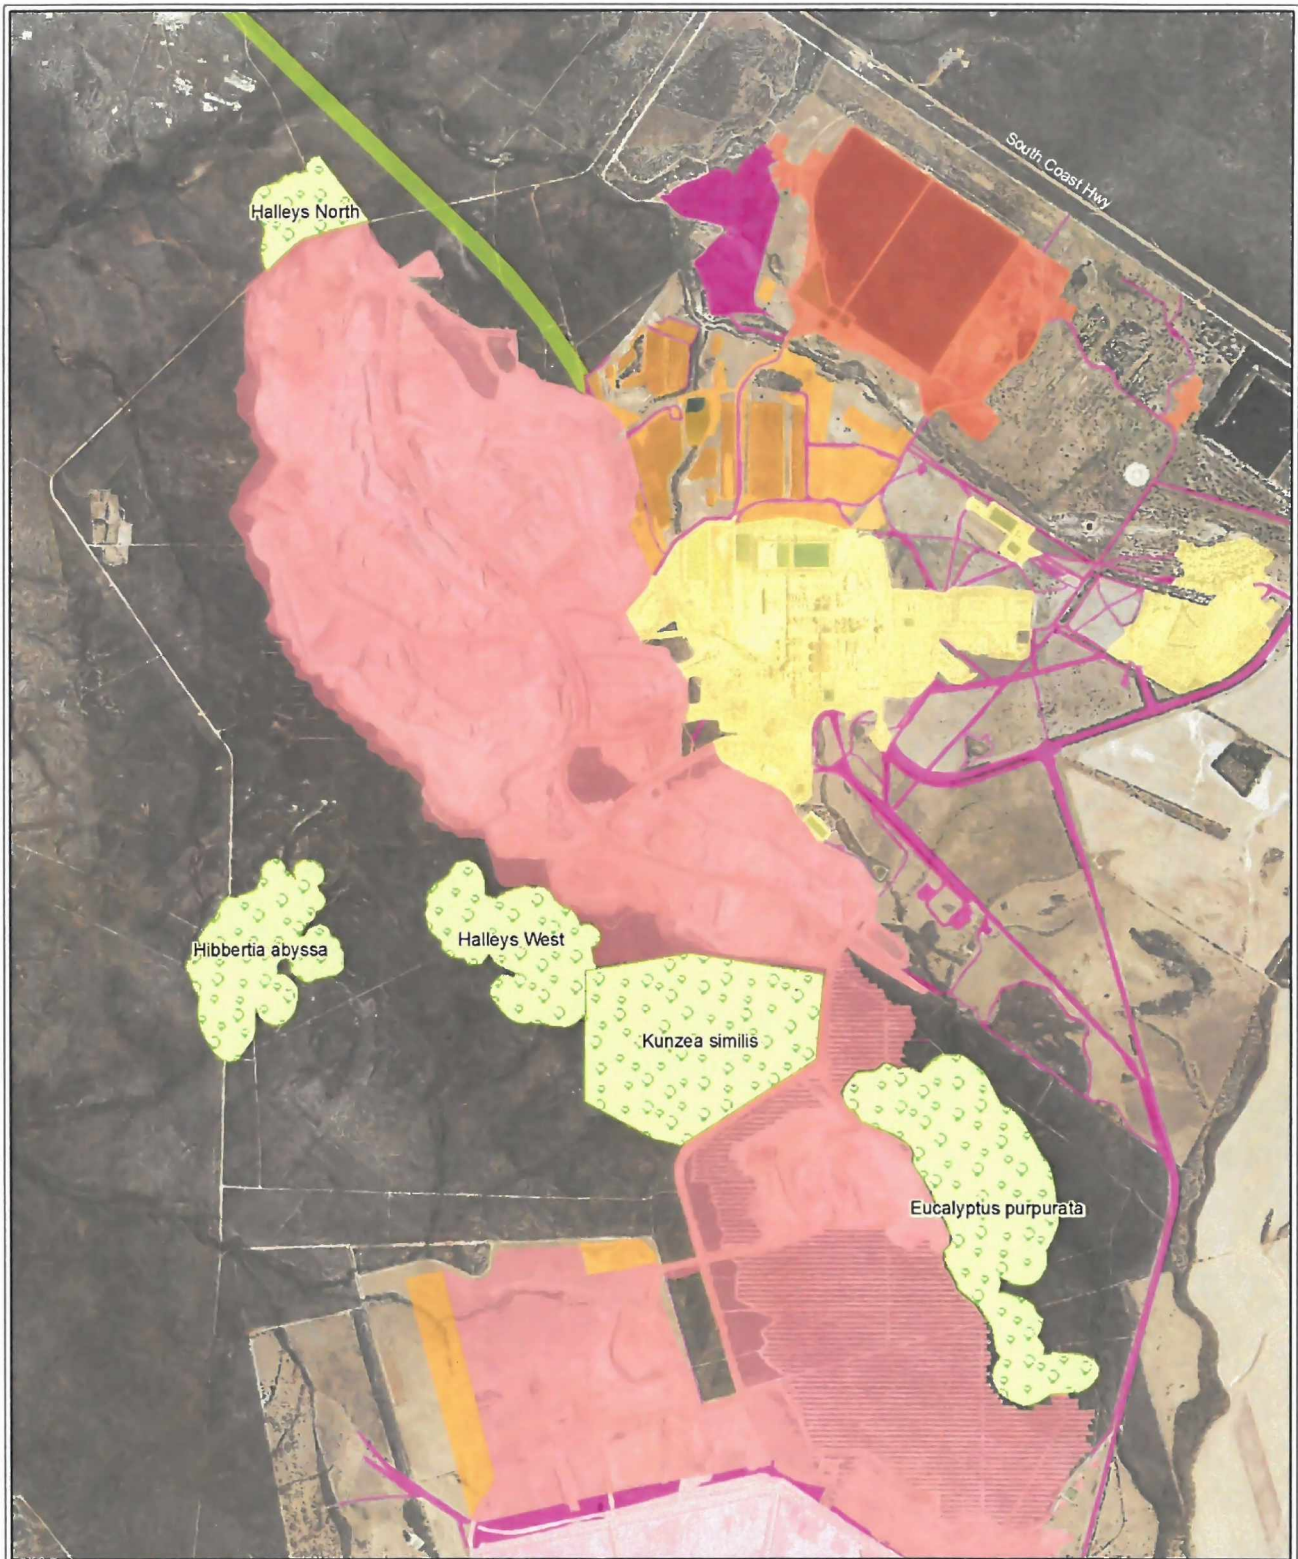 South Coast Hwy
Halleys North
Hibbertia abyssa
Halleys West
Kunzea similis
Eucalyptus purpurata